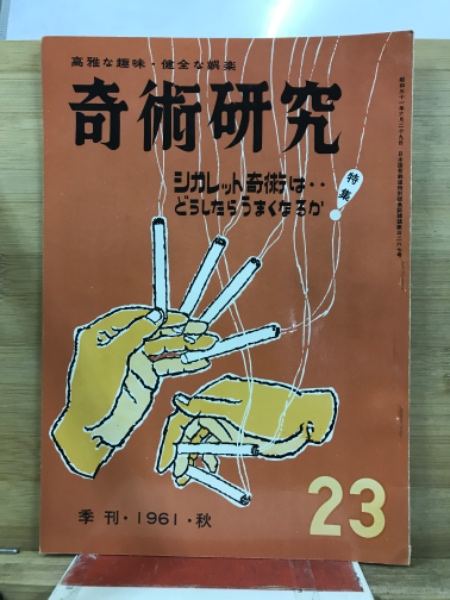 高雅な趣味・健全な娯楽
奇術研究
特集
シガレット奇術は‥
どうしたらうまくなるか
季刊・1961・秋
23